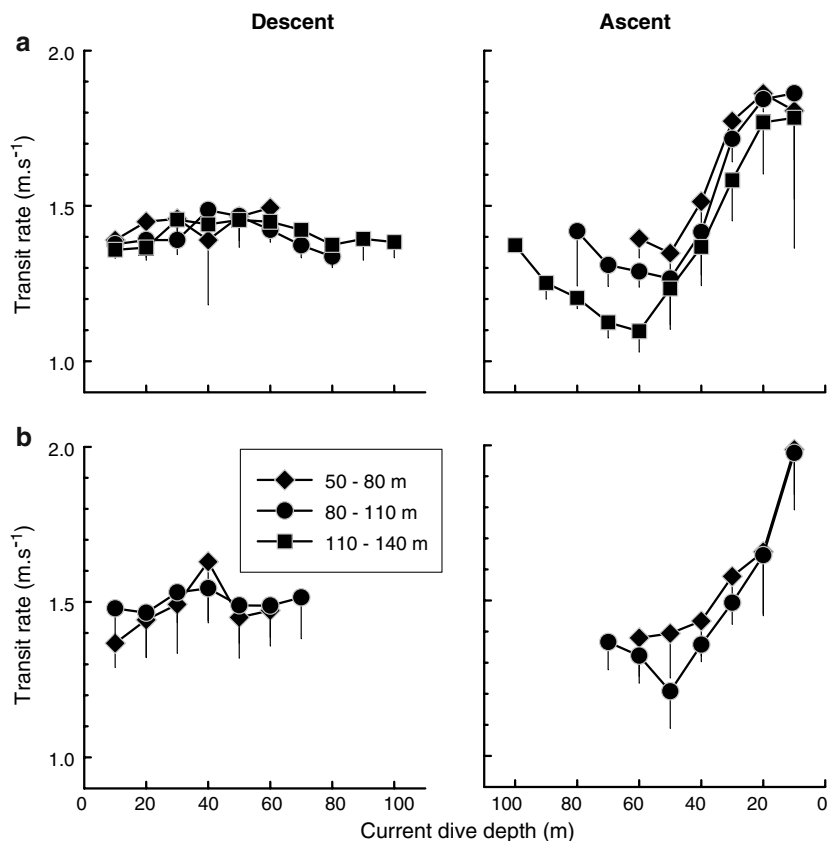 Descent
Ascent
a
2.0
1.5
1.0
Transit rate (m.s⁻¹)
b
2.0
1.5
1.0
Transit rate (m.s⁻¹)
50 - 80 m
80 - 110 m
110 - 140 m
0 20 40 60 80 100
100 80 60 40 20 0
Current dive depth (m)